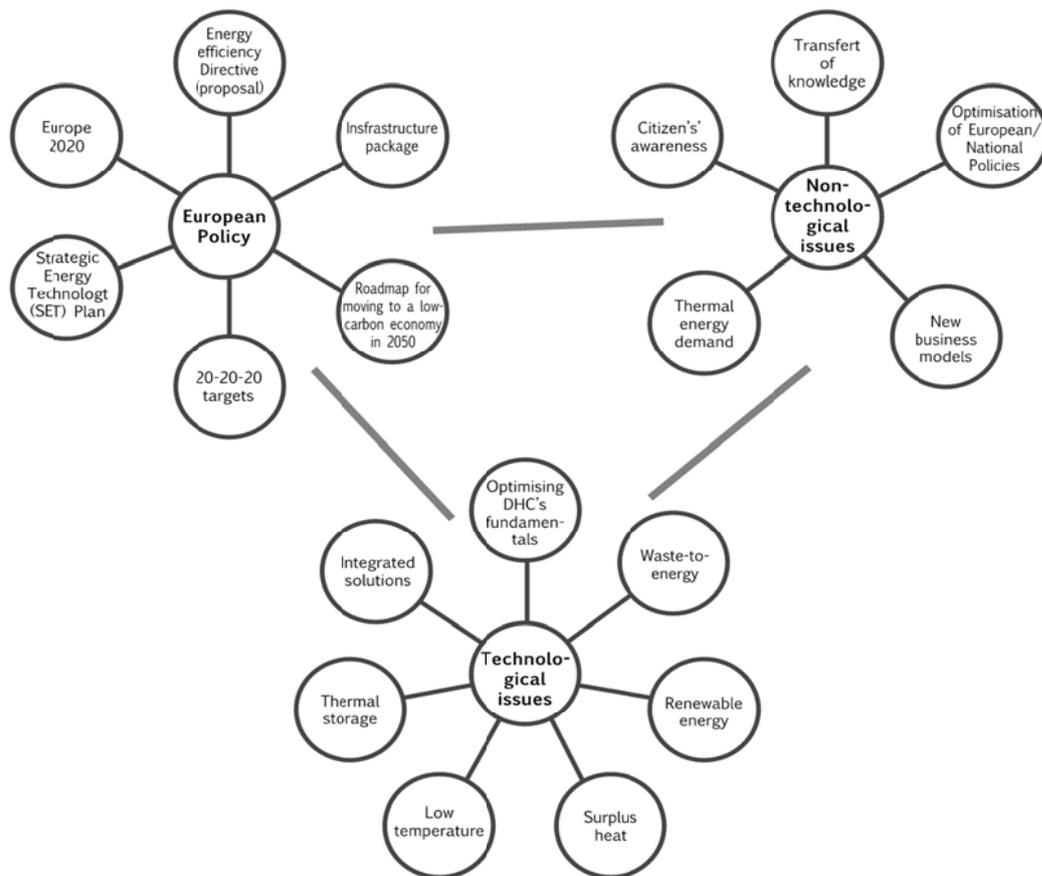 Energy
efficiency
Directive
(proposal)
Europe
2020
Insfrastructure
package
European
Policy
Strategic
Energy
Technologt
(SET) Plan
Roadmap for
moving to a low-
carbon economy
in 2050
20-20-20
targets
Transfert
of
knowledge
Citizen's'
awareness
Optimisation
of European/
National
Policies
Non-
technolo-
gical
issues
Thermal
energy
demand
New
business
models
Optimising
DHC's
fundamen-
tals
Integrated
solutions
Waste-to-
energy
Technolo-
gical
issues
Thermal
storage
Renewable
energy
Low
temperature
Surplus
heat